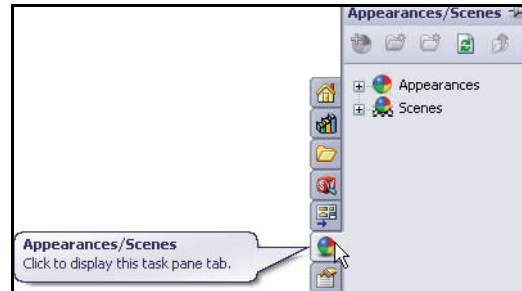 Appearances/Scenes
Appearances
Scenes
Appearances/Scenes
Click to display this task pane tab.